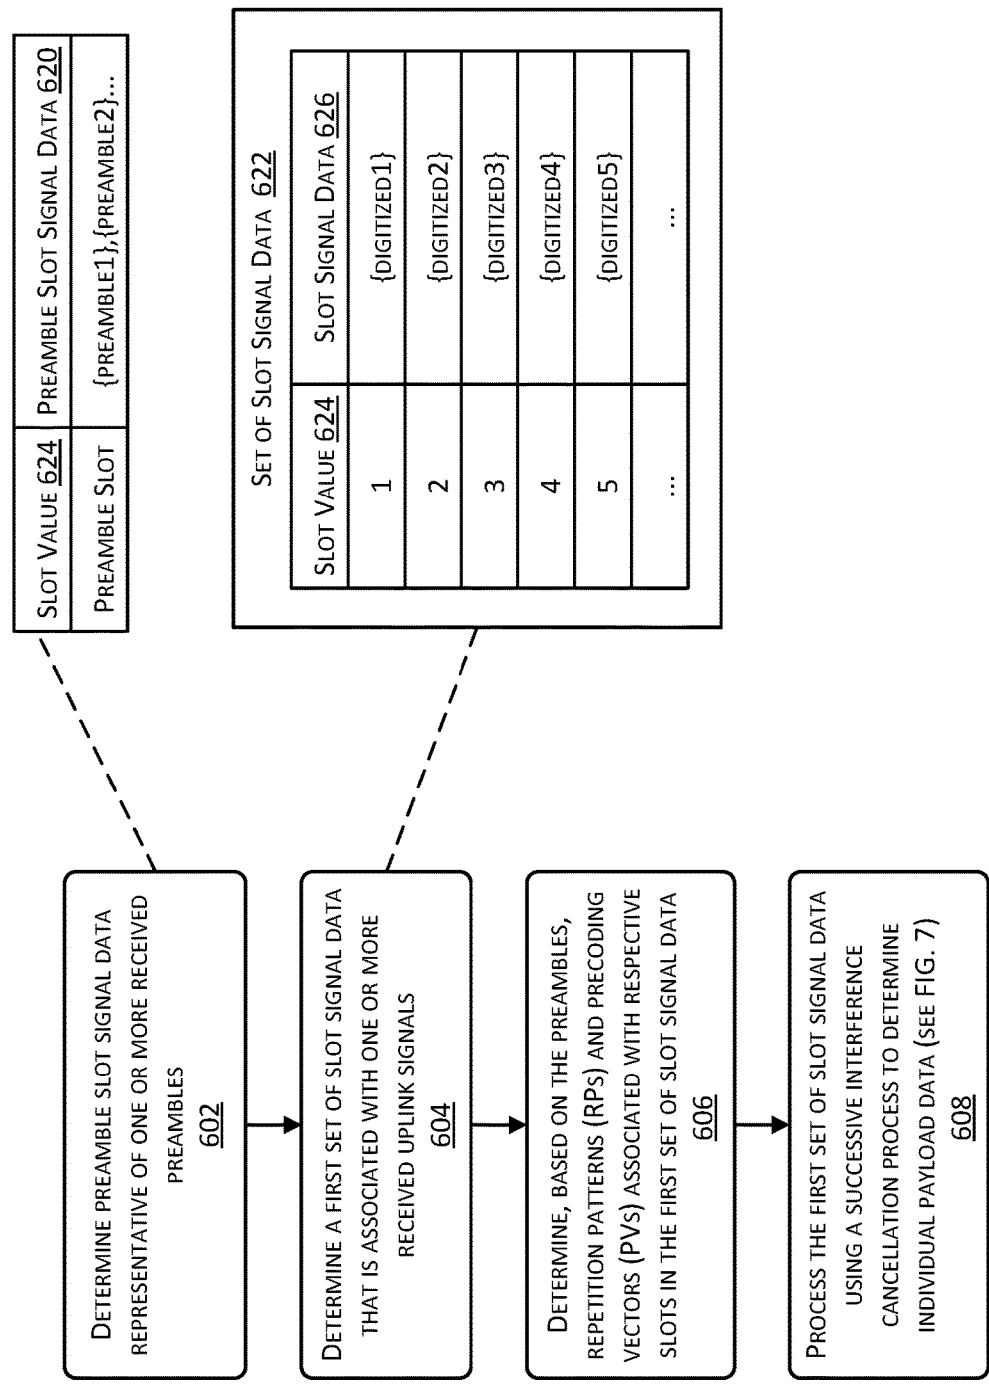 DETERMINE PREAMBLE SLOT SIGNAL DATA
REPRESENTATIVE OF ONE OR MORE RECEIVED
PREAMBLES
602
DETERMINE A FIRST SET OF SLOT SIGNAL DATA
THAT IS ASSOCIATED WITH ONE OR MORE
RECEIVED UPLINK SIGNALS
604
DETERMINE, BASED ON THE PREAMBLES,
REPETITION PATTERNS (RPS) AND PRECODING
VECTORS (PVS) ASSOCIATED WITH RESPECTIVE
SLOTS IN THE FIRST SET OF SLOT SIGNAL DATA
606
PROCESS THE FIRST SET OF SLOT SIGNAL DATA
USING A SUCCESSIVE INTERFERENCE
CANCELLATION PROCESS TO DETERMINE
INDIVIDUAL PAYLOAD DATA (SEE FIG. 7)
608
SLOT VALUE 624 PREAMBLE SLOT SIGNAL DATA 620
PREAMBLE SLOT {PREAMBLE1},{PREAMBLE2}...
SET OF SLOT SIGNAL DATA 622
SLOT VALUE 624 SLOT SIGNAL DATA 626
1 {DIGITIZED1}
2 {DIGITIZED2}
3 {DIGITIZED3}
4 {DIGITIZED4}
5 {DIGITIZED5}
... ...